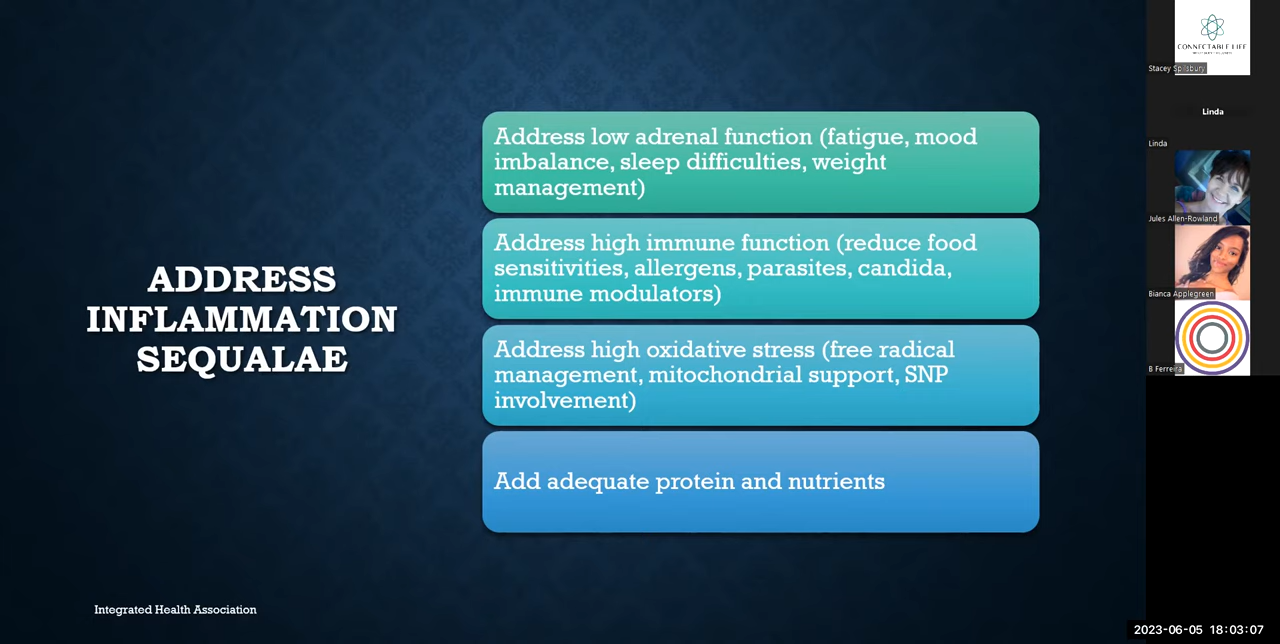 ADDRESS
INFLAMMATION
SEQUALAE
Address low adrenal function (fatigue, mood
imbalance, sleep difficulties, weight
management)
Address high immune function (reduce food
sensitivities, allergens, parasites, candida,
immune modulators)
Address high oxidative stress (free radical
management, mitochondrial support, SNP
involvement)
Add adequate protein and nutrients
Integrated Health Association
CONNECTABLE LIFE
Stacey Spilsbury
Linda
Linda
Jules Allen-Rowland
Bianca Applegreen
B Ferreira
2023-06-05 18:03:07